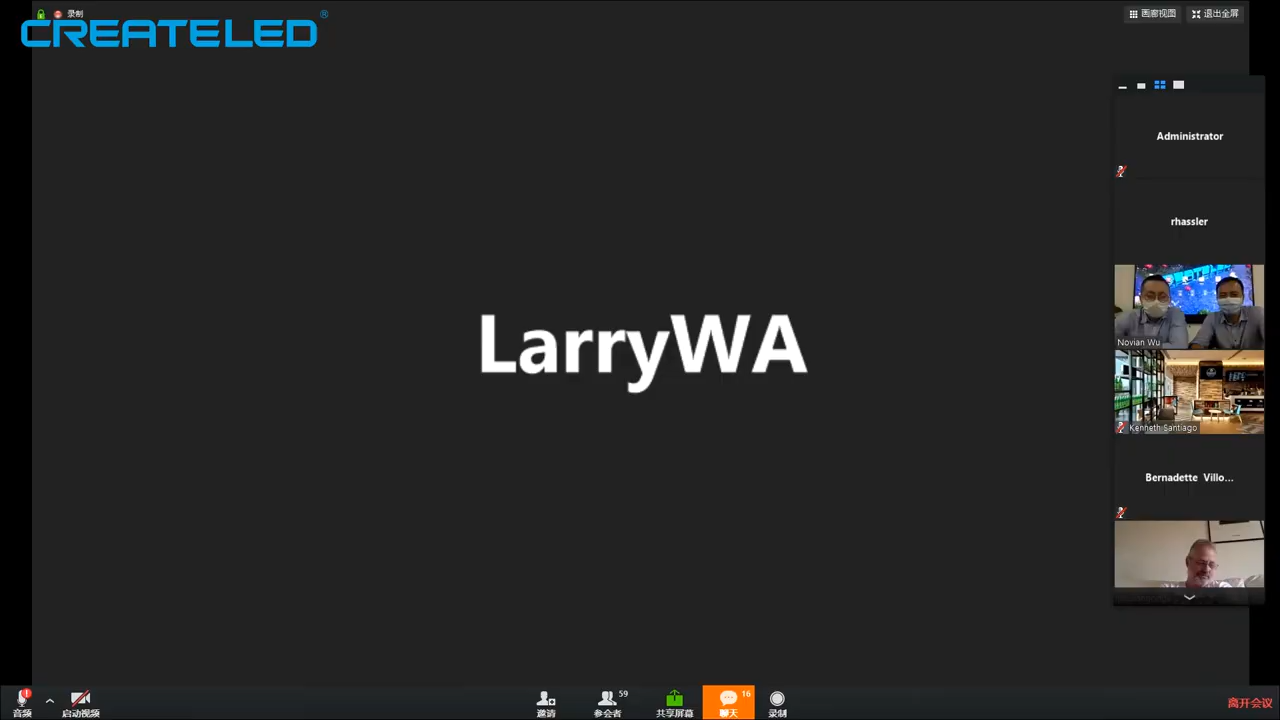 录制
CREATELED®
画廊视图
退出全屏
Administrator
rhassler
LarryWA
Novian Wu
Kenneth Santiago
Bernadette Villo...
音频
启动视频
邀请
59
参会者
共享屏幕
16
聊天
录制
离开会议